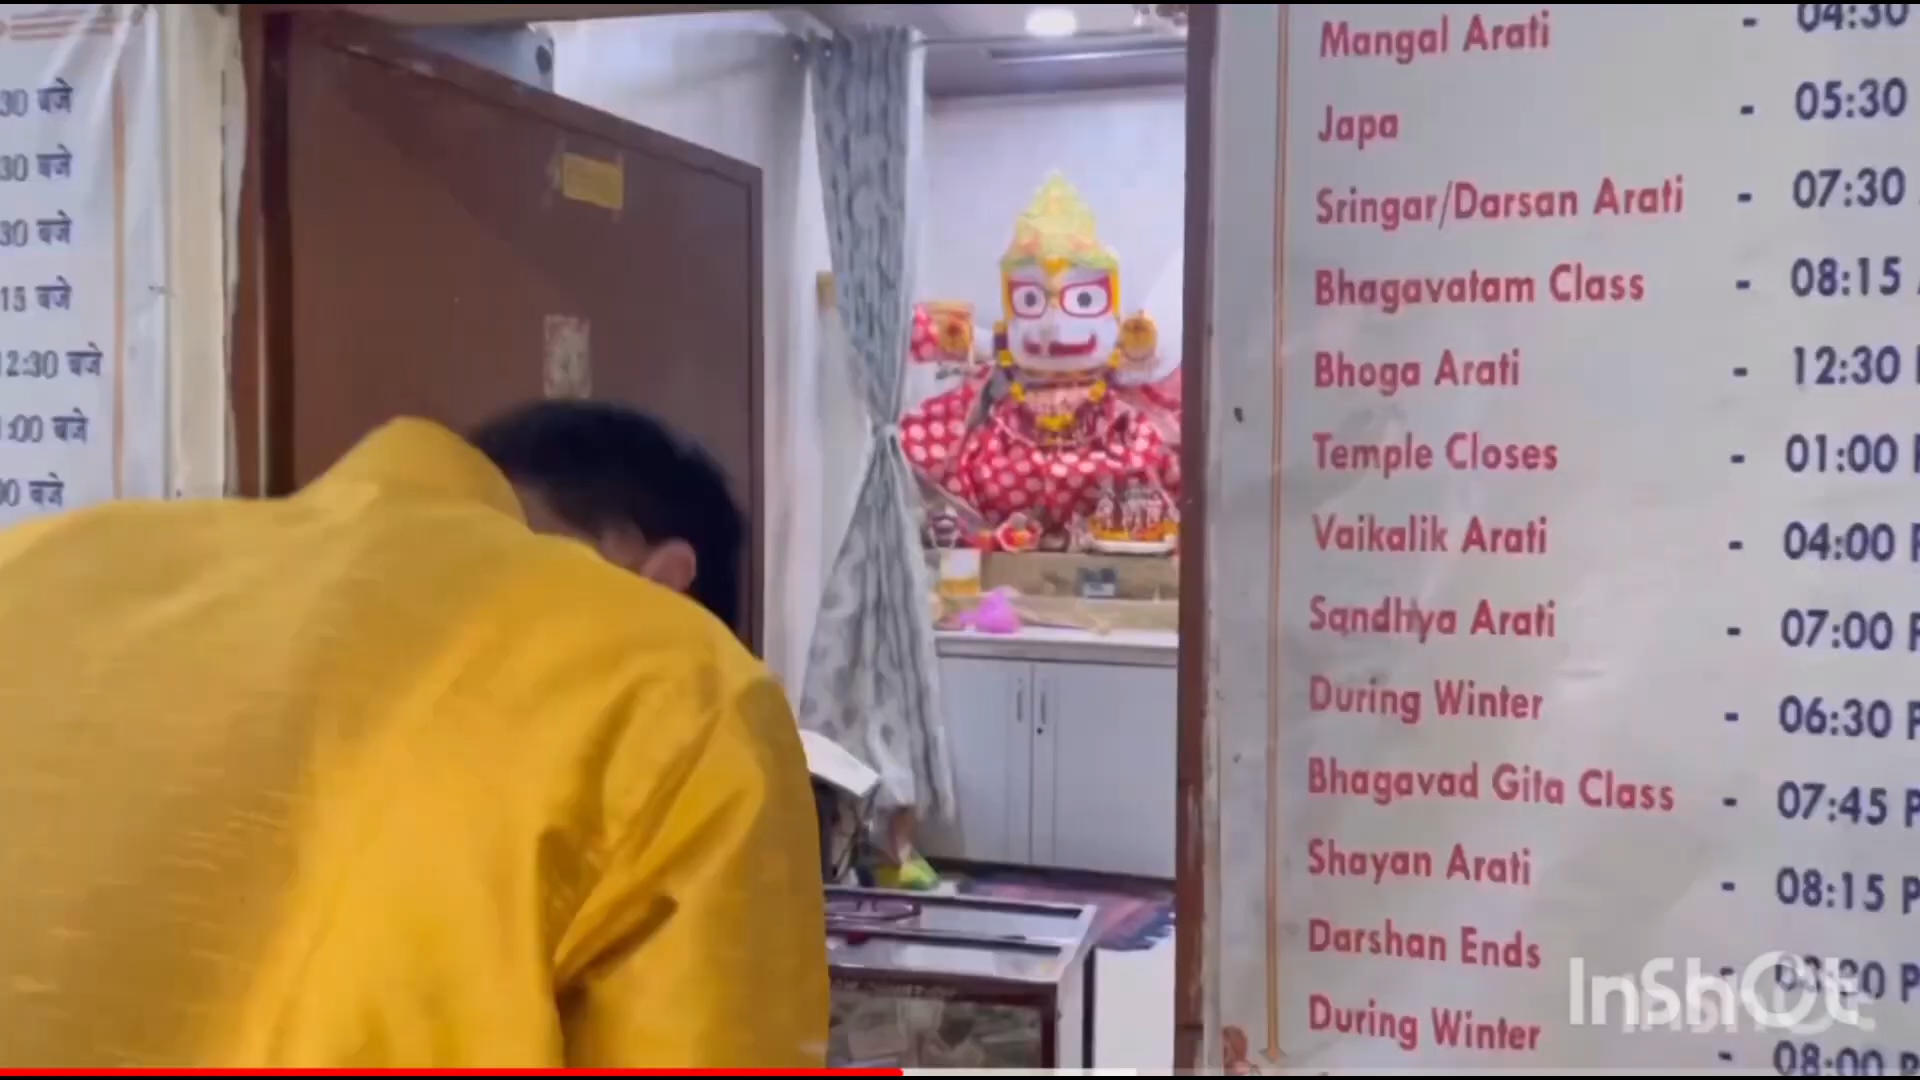 30 बजे
30 बजे
30 बजे
15 बजे
12:30 बजे
1:00 बजे
00 बजे
Mangal Arati - 04:30
Japa - 05:30
Sringar/Darsan Arati - 07:30
Bhagavatam Class - 08:15
Bhoga Arati - 12:30
Temple Closes - 01:00 P
Vaikalik Arati - 04:00 P
Sandhya Arati - 07:00 P
During Winter - 06:30 P
Bhagavad Gita Class - 07:45 P
Shayan Arati - 08:15 P
Darshan Ends -
During Winter - 08:00 P
InShOt